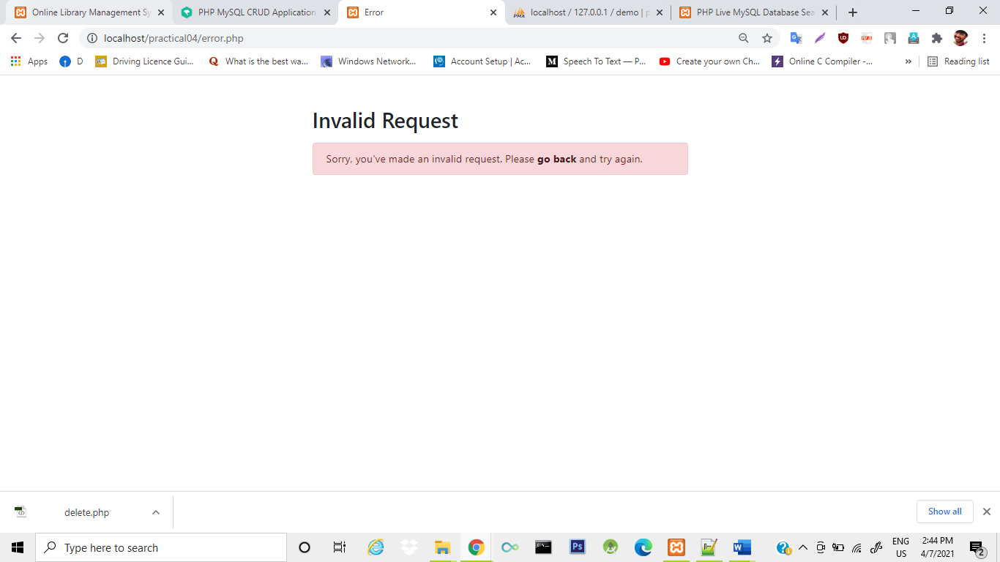 Online Library Management Sy
PHP MySQL CRUD Application
Error
localhost / 127.0.0.1 / demo | p
PHP Live MySQL Database Sea
localhost/practical04/error.php
Apps
D
Driving Licence Gui...
What is the best wa...
Windows Network...
Account Setup | Ac...
Speech To Text — P...
Create your own Ch...
Online C Compiler -...
»
Reading list
Invalid Request
Sorry, you've made an invalid request. Please go back and try again.
delete.php
Show all
Type here to search
ENG
US
2:44 PM
4/7/2021
2